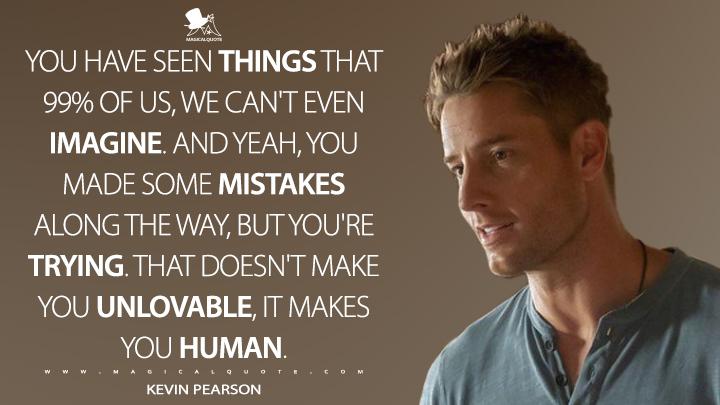 MAGICALQUOTE
YOU HAVE SEEN THINGS THAT
99% OF US, WE CAN'T EVEN
IMAGINE. AND YEAH, YOU
MADE SOME MISTAKES
ALONG THE WAY, BUT YOU'RE
TRYING. THAT DOESN'T MAKE
YOU UNLOVABLE, IT MAKES
YOU HUMAN.
WWW.MAGICALQUOTE.COM
KEVIN PEARSON